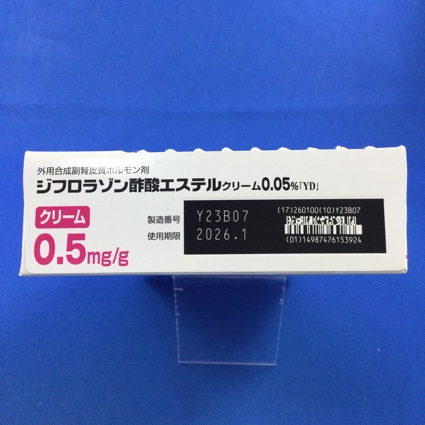 外用合成副腎皮質ホルモン剤
ジフロラゾン酢酸エステルクリーム0.05%「YD」
クリーム
0.5mg/g
製造番号 Y23B07
使用期限 2026.1
(17)260100(10)Y23B07
(01)14987476153924